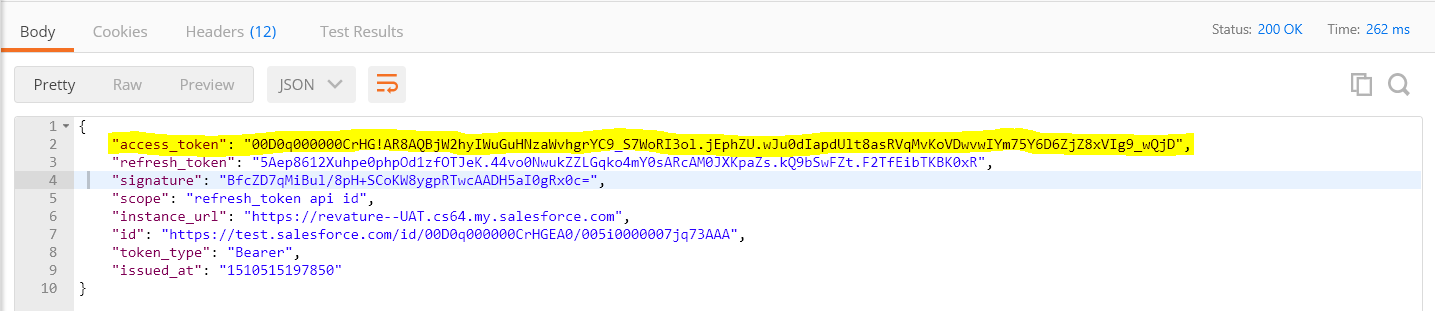 Body Cookies Headers (12) Test Results Status: 200 OK Time: 262 ms
Pretty Raw Preview JSON
1 {
2 "access_token": "00D0q000000CrHG!AR8AQBjW2hyIWuGuHNzaWvhgrYC9_S7WoRI3ol.jEphZU.wJu0dIapdUlt8asRVqMvKoVDwvwIYm75Y6D6ZjZ8xVIg9_wQjD",
3 "refresh_token": "5Aep8612Xuhpe0phpOd1zfOTJeK.44vo0NwukZZLGqko4mY0sARcAM0JXKpaZs.kQ9bSwFZt.F2TfEibTKBK0xR",
4 "signature": "BfcZD7qMiBul/8pH+SCoKW8ygpRTwcAADH5aI0gRx0c=",
5 "scope": "refresh_token api id",
6 "instance_url": "https://revature--UAT.cs64.my.salesforce.com",
7 "id": "https://test.salesforce.com/id/00D0q000000CrHGEA0/005i0000007jq73AAA",
8 "token_type": "Bearer",
9 "issued_at": "1510515197850"
10 }